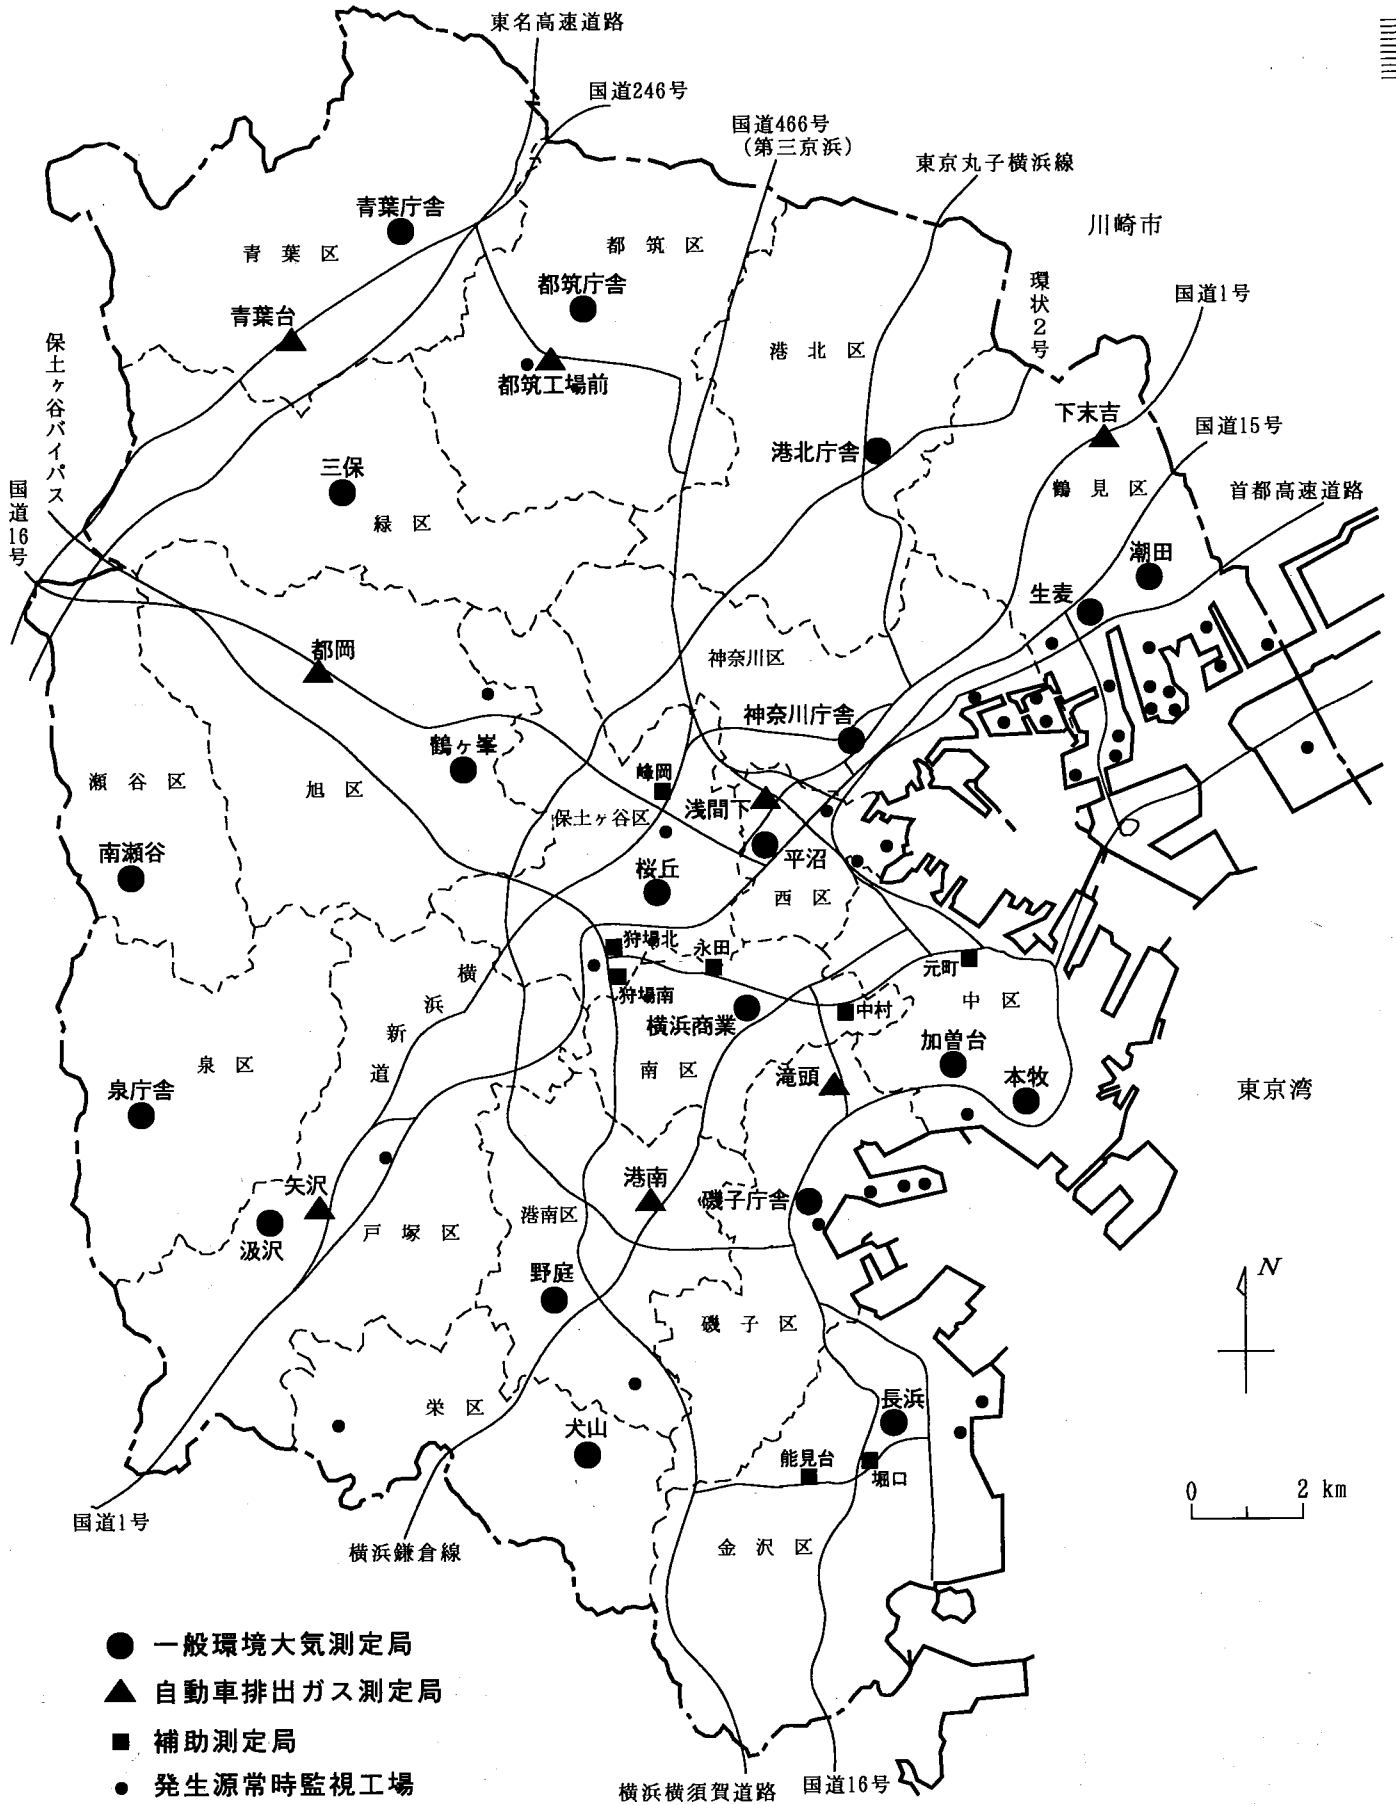 東名高速道路
国道246号
国道466号
(第三京浜)
東京丸子横浜線
川崎市
青葉庁舎
青葉区
都筑区
都筑庁舎
環状2号
国道1号
青葉台
保土ヶ谷バイパス
港北区
都筑工場前
下末吉
国道15号
港北庁舎
三保
鶴見区
首都高速道路
国道16号
緑区
潮田
生麦
都岡
神奈川区
神奈川庁舎
鶴ヶ峯
峰岡
瀬谷区
旭区
浅間下
保土ヶ谷区
南瀬谷
平沼
桜丘
西区
狩場北
永田
横浜新道
元町
狩場南
中区
中村
横浜商業
加曽台
泉区
南区
滝頭
本牧
泉庁舎
東京湾
矢沢
港南
磯子庁舎
港南区
戸塚区
汲沢
野庭
N
磯子区
栄区
長浜
犬山
能見台
堀口
0 2 km
国道1号
横浜鎌倉線
金沢区
一般環境大気測定局
自動車排出ガス測定局
補助測定局
発生源常時監視工場
横浜横須賀道路
国道16号